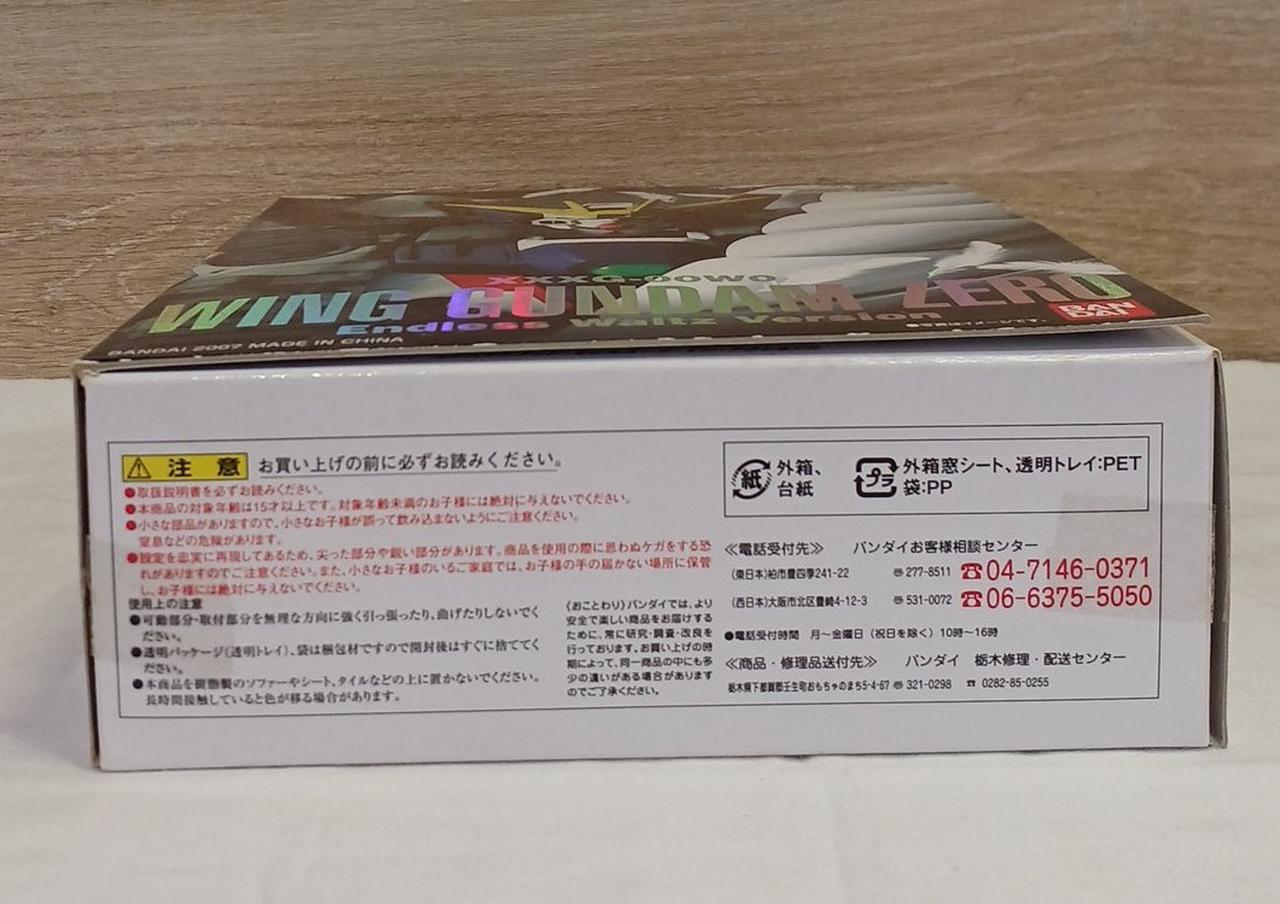 XXXG-00W0
WING GUNDAM ZERO
Endless Waltz Version
BANDAI 2007 MADE IN CHINA
BAN
DAI
注意 お買い上げの前に必ずお読みください。
●取扱説明書を必ずお読みください。
●本商品の対象年齢は15才以上です。対象年齢未満のお子様には絶対に与えないでください。
●小さな部品がありますので、小さなお子様が誤って飲み込まないようにご注意ください。
窒息などの危険があります。
●設定を忠実に再現してあるため、尖った部分や鋭い部分があります。商品を使用の際に思わぬケガをする恐
れがありますのでご注意ください。また、小さなお子様のいるご家庭では、お子様の手の届かない場所に保管
し、お子様には絶対に与えないでください。
使用上の注意
●可動部分・取付部分を無理な方向に強く引っ張ったり、曲げたりしないでく
ださい。
●透明パッケージ(透明トレイ)、袋は梱包材ですので開封後はすぐに捨ててく
ださい。
●本商品を樹脂製のソファーやシート、タイルなどの上に置かないでください。
長時間接触していると色が移る場合があります。
〈おことわり〉バンダイでは、より
安全で楽しい商品をお届けする
ために、常に研究・調査・改良を
行っております。お買い上げの時
期によって、同一商品の中にも多
少の違いがある場合があります
のでご了承ください。
紙 外箱、
台紙
プラ 外箱窓シート、透明トレイ:PET
袋:PP
≪電話受付先≫ バンダイお客様相談センター
(東日本)柏市豊四季241-22 〠277-8511 ☎04-7146-0371
(西日本)大阪市北区豊崎4-12-3 〠531-0072 ☎06-6375-5050
●電話受付時間 月〜金曜日(祝日を除く)10時〜16時
≪商品・修理品送付先≫ バンダイ 栃木修理・配送センター
栃木県下都賀郡壬生町おもちゃのまち5-4-67 〠321-0298 ☎0282-85-0255